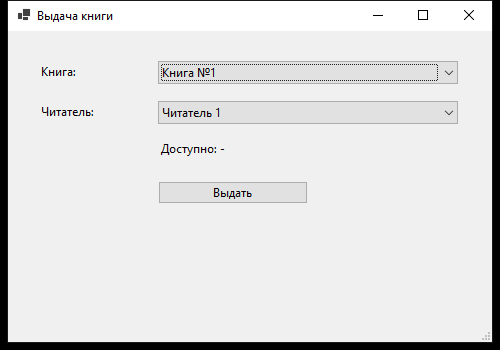 Выдача книги
Книга: Книга №1
Читатель: Читатель 1
Доступно: -
Выдать